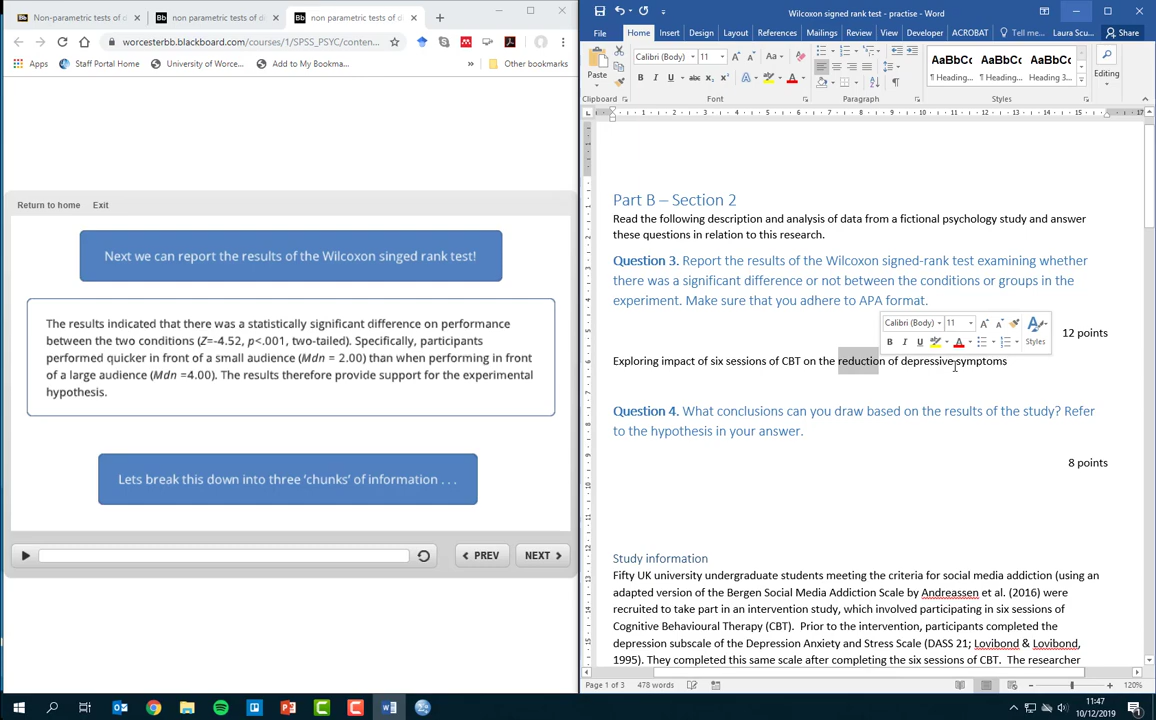 Non-parametric tests of d
non parametric tests of d
non parametric tests of d
worcesterbb.blackboard.com/courses/1/SPSS_PSYC/conten...
Apps
Staff Portal Home
University of Worce...
Add to My Bookma...
Other bookmarks
Return to home
Exit
Next we can report the results of the Wilcoxon singed rank test!
The results indicated that there was a statistically significant difference on performance
between the two conditions (Z=-4.52, p<.001, two-tailed). Specifically, participants
performed quicker in front of a small audience (Mdn = 2.00) than when performing in front
of a large audience (Mdn =4.00). The results therefore provide support for the experimental
hypothesis.
Lets break this down into three 'chunks' of information . . .
PREV
NEXT
Wilcoxon signed rank test - practise - Word
File
Home
Insert
Design
Layout
References
Mailings
Review
View
Developer
ACROBAT
Tell me...
Laura Scu...
Share
Paste
Calibri (Body)
11
AaBbCc
AaBbCc
AaBbCc
¶ Heading...
¶ Heading...
Heading 3...
Editing
Clipboard
Font
Paragraph
Styles
Part B – Section 2
Read the following description and analysis of data from a fictional psychology study and answer
these questions in relation to this research.
Question 3. Report the results of the Wilcoxon signed-rank test examining whether
there was a significant difference or not between the conditions or groups in the
experiment. Make sure that you adhere to APA format.
Calibri (Body)
11
Styles
12 points
Exploring impact of six sessions of CBT on the reduction of depressive symptoms
Question 4. What conclusions can you draw based on the results of the study? Refer
to the hypothesis in your answer.
8 points
Study information
Fifty UK university undergraduate students meeting the criteria for social media addiction (using an
adapted version of the Bergen Social Media Addiction Scale by Andreassen et al. (2016) were
recruited to take part in an intervention study, which involved participating in six sessions of
Cognitive Behavioural Therapy (CBT). Prior to the intervention, participants completed the
depression subscale of the Depression Anxiety and Stress Scale (DASS 21; Lovibond & Lovibond,
1995). They completed this same scale after completing the six sessions of CBT. The researcher
Page 1 of 3
478 words
120%
11:47
10/12/2019